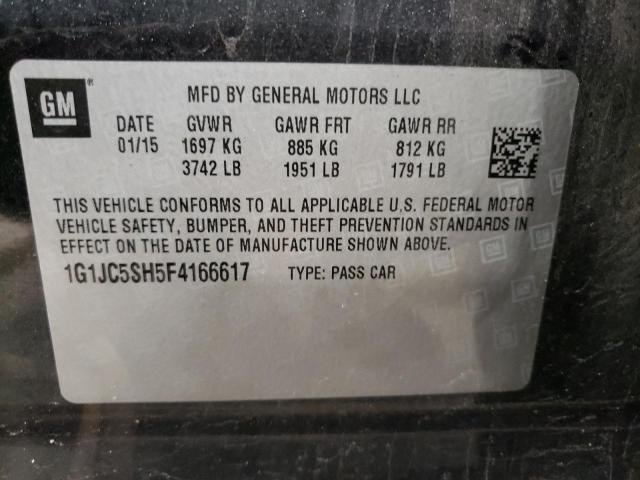 GM®
MFD BY GENERAL MOTORS LLC
DATE GVWR GAWR FRT GAWR RR
01/15 1697 KG 885 KG 812 KG
3742 LB 1951 LB 1791 LB
THIS VEHICLE CONFORMS TO ALL APPLICABLE U.S. FEDERAL MOTOR
VEHICLE SAFETY, BUMPER, AND THEFT PREVENTION STANDARDS IN
EFFECT ON THE DATE OF MANUFACTURE SHOWN ABOVE.
1G1JC5SH5F4166617 TYPE: PASS CAR